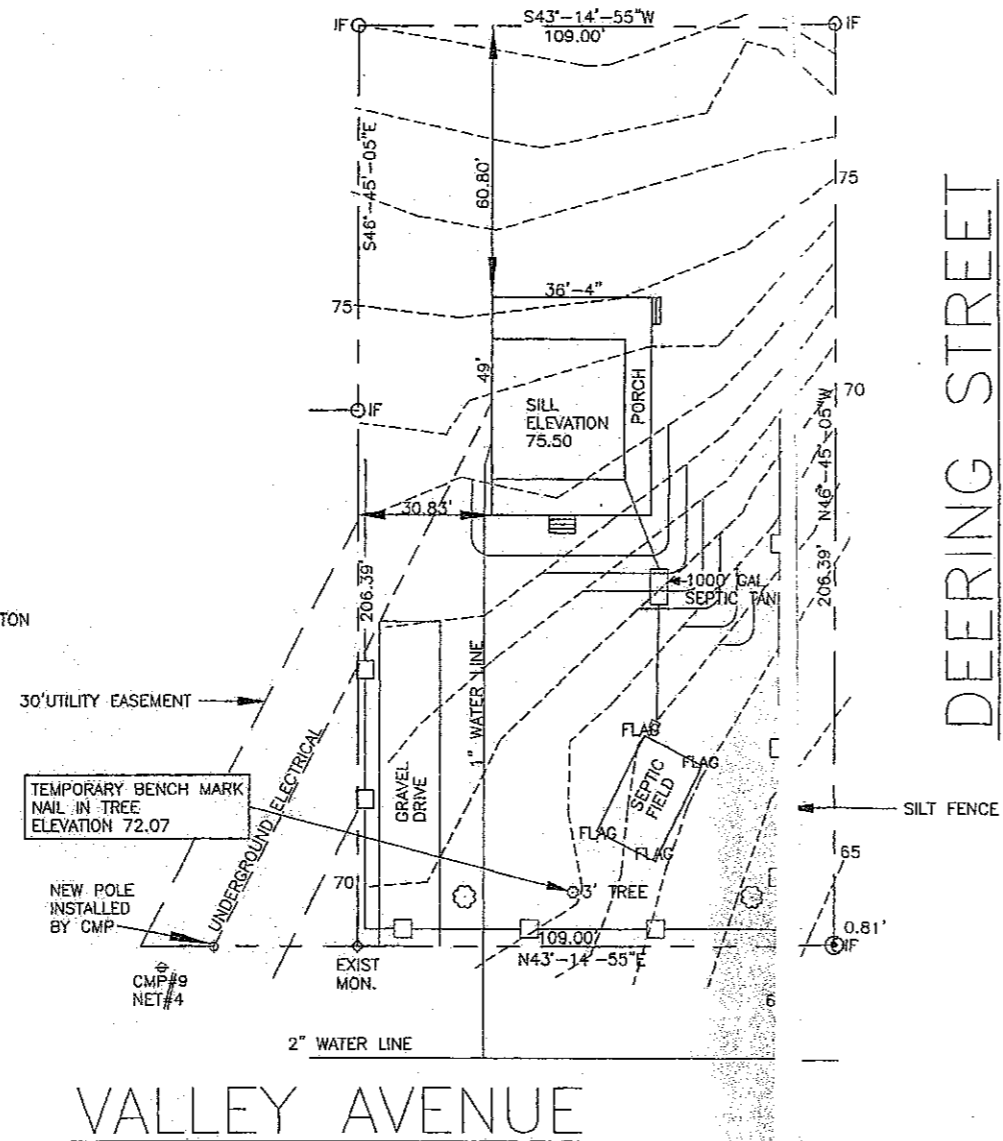 S43°-14'-55"W
109.00'
IF
IF
S46°-45'-05"E
60.80'
75
75
36'-4"
49'
PORCH
SILL
ELEVATION
75.50
IF
70
N46°-45'-05"W
206.39'
30.83'
206.39'
1000 GAL
SEPTIC TAN
TON
30'UTILITY EASEMENT
1" WATER LINE
GRAVEL
DRIVE
UNDERGROUND ELECTRICAL
TEMPORARY BENCH MARK
NAIL IN TREE
ELEVATION 72.07
FLAG
FLAG
FLAG
FLAG
SEPTIC
FIELD
SILT FENCE
65
70
3' TREE
NEW POLE
INSTALLED
BY CMP
0.81'
IF
109.00'
N43°-14'-55"E
EXIST
MON.
CMP#9
NET#4
6
2" WATER LINE
VALLEY AVENUE
DEERING STREET